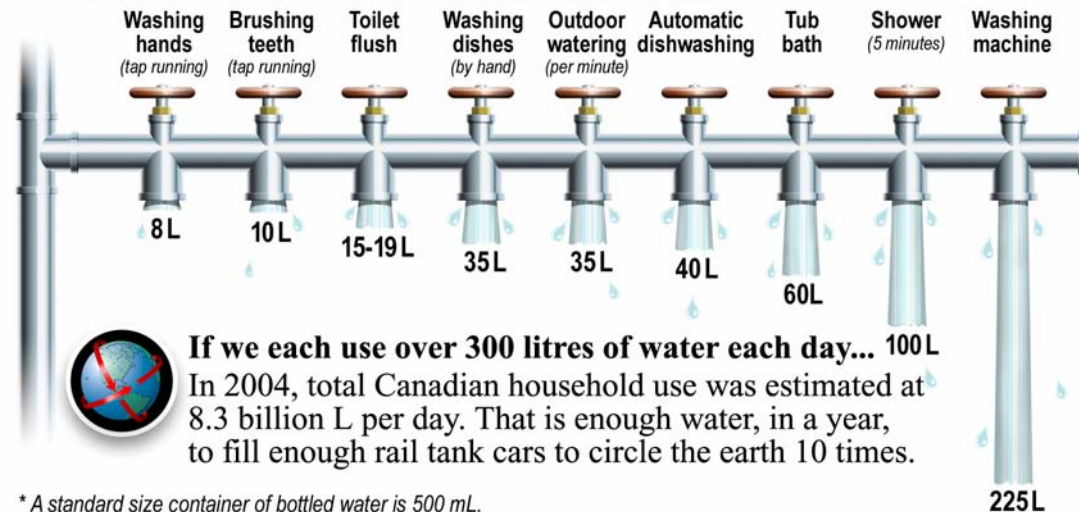 Washing hands (tap running)
Brushing teeth (tap running)
Toilet flush
Washing dishes (by hand)
Outdoor watering (per minute)
Automatic dishwashing
Tub bath
Shower (5 minutes)
Washing machine
8 L
10 L
15-19 L
35 L
35 L
40 L
60L
100 L
225 L
If we each use over 300 litres of water each day...
In 2004, total Canadian household use was estimated at
8.3 billion L per day. That is enough water, in a year,
to fill enough rail tank cars to circle the earth 10 times.
* A standard size container of bottled water is 500 mL.